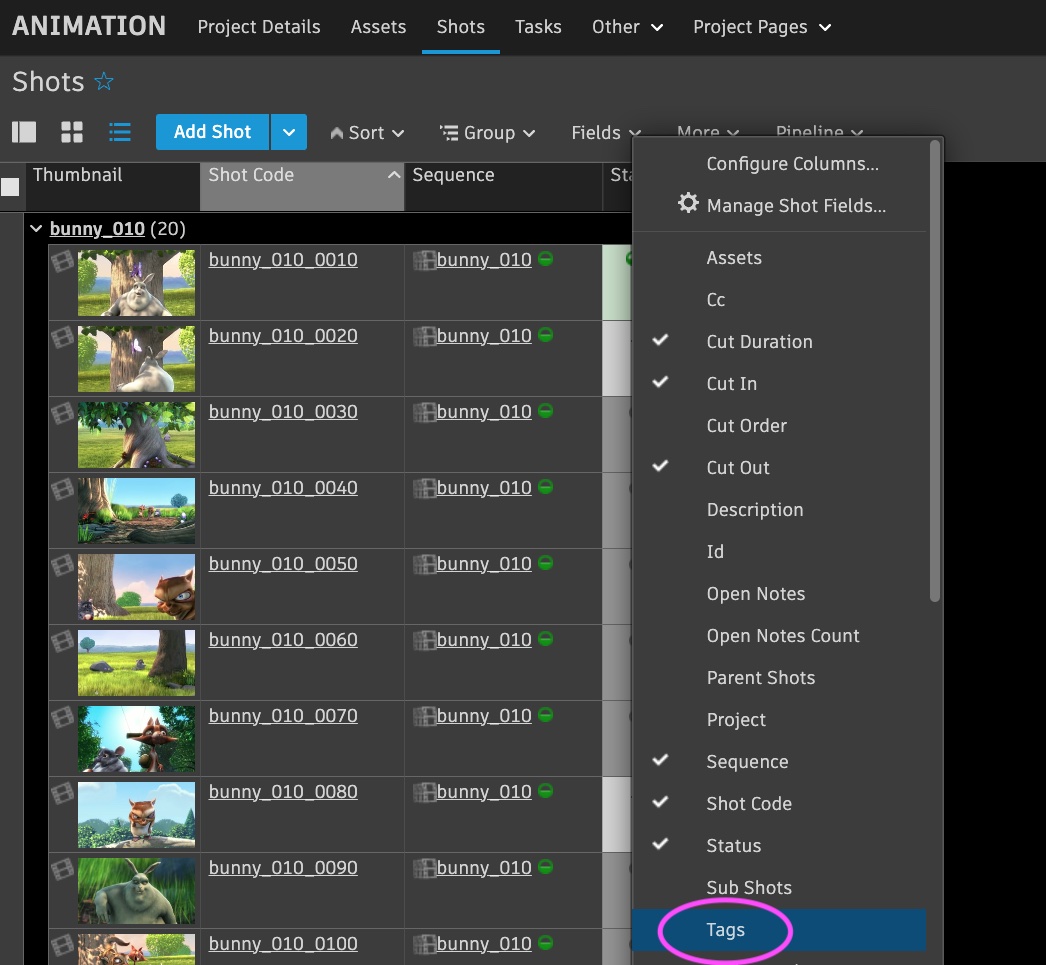 ANIMATION Project Details Assets Shots Tasks Other Project Pages
Shots
Add Shot Sort Group Fields More Pipeline
Thumbnail Shot Code Sequence Sta
bunny_010 (20)
bunny_010_0010 bunny_010
bunny_010_0020 bunny_010
bunny_010_0030 bunny_010
bunny_010_0040 bunny_010
bunny_010_0050 bunny_010
bunny_010_0060 bunny_010
bunny_010_0070 bunny_010
bunny_010_0080 bunny_010
bunny_010_0090 bunny_010
bunny_010_0100 bunny_010
Configure Columns...
Manage Shot Fields...
Assets
Cc
Cut Duration
Cut In
Cut Order
Cut Out
Description
Id
Open Notes
Open Notes Count
Parent Shots
Project
Sequence
Shot Code
Status
Sub Shots
Tags